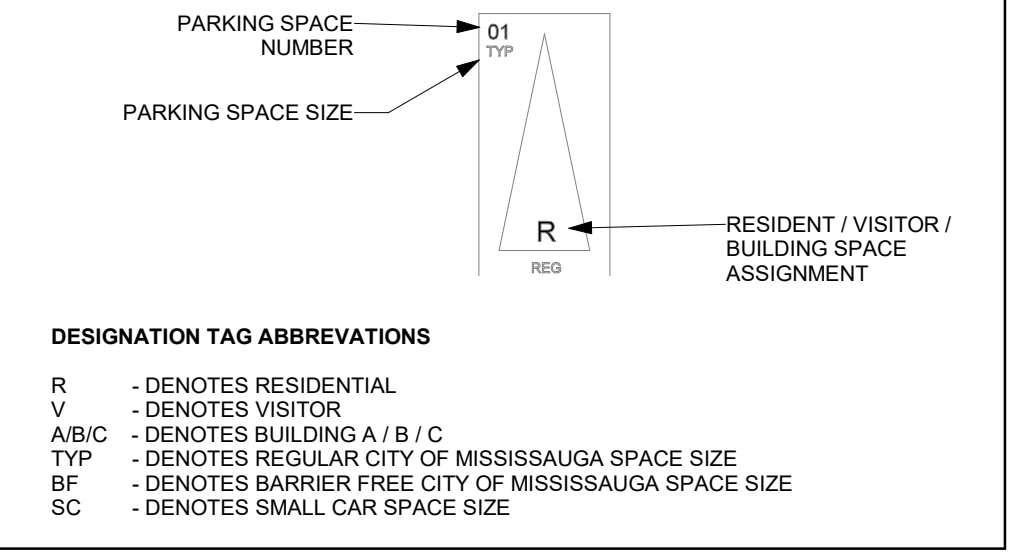 PARKING SPACE
NUMBER
01
TYP
PARKING SPACE SIZE
R
RESIDENT / VISITOR /
BUILDING SPACE
ASSIGNMENT
REG
DESIGNATION TAG ABBREVATIONS
R - DENOTES RESIDENTIAL
V - DENOTES VISITOR
A/B/C - DENOTES BUILDING A / B / C
TYP - DENOTES REGULAR CITY OF MISSISSAUGA SPACE SIZE
BF - DENOTES BARRIER FREE CITY OF MISSISSAUGA SPACE SIZE
SC - DENOTES SMALL CAR SPACE SIZE